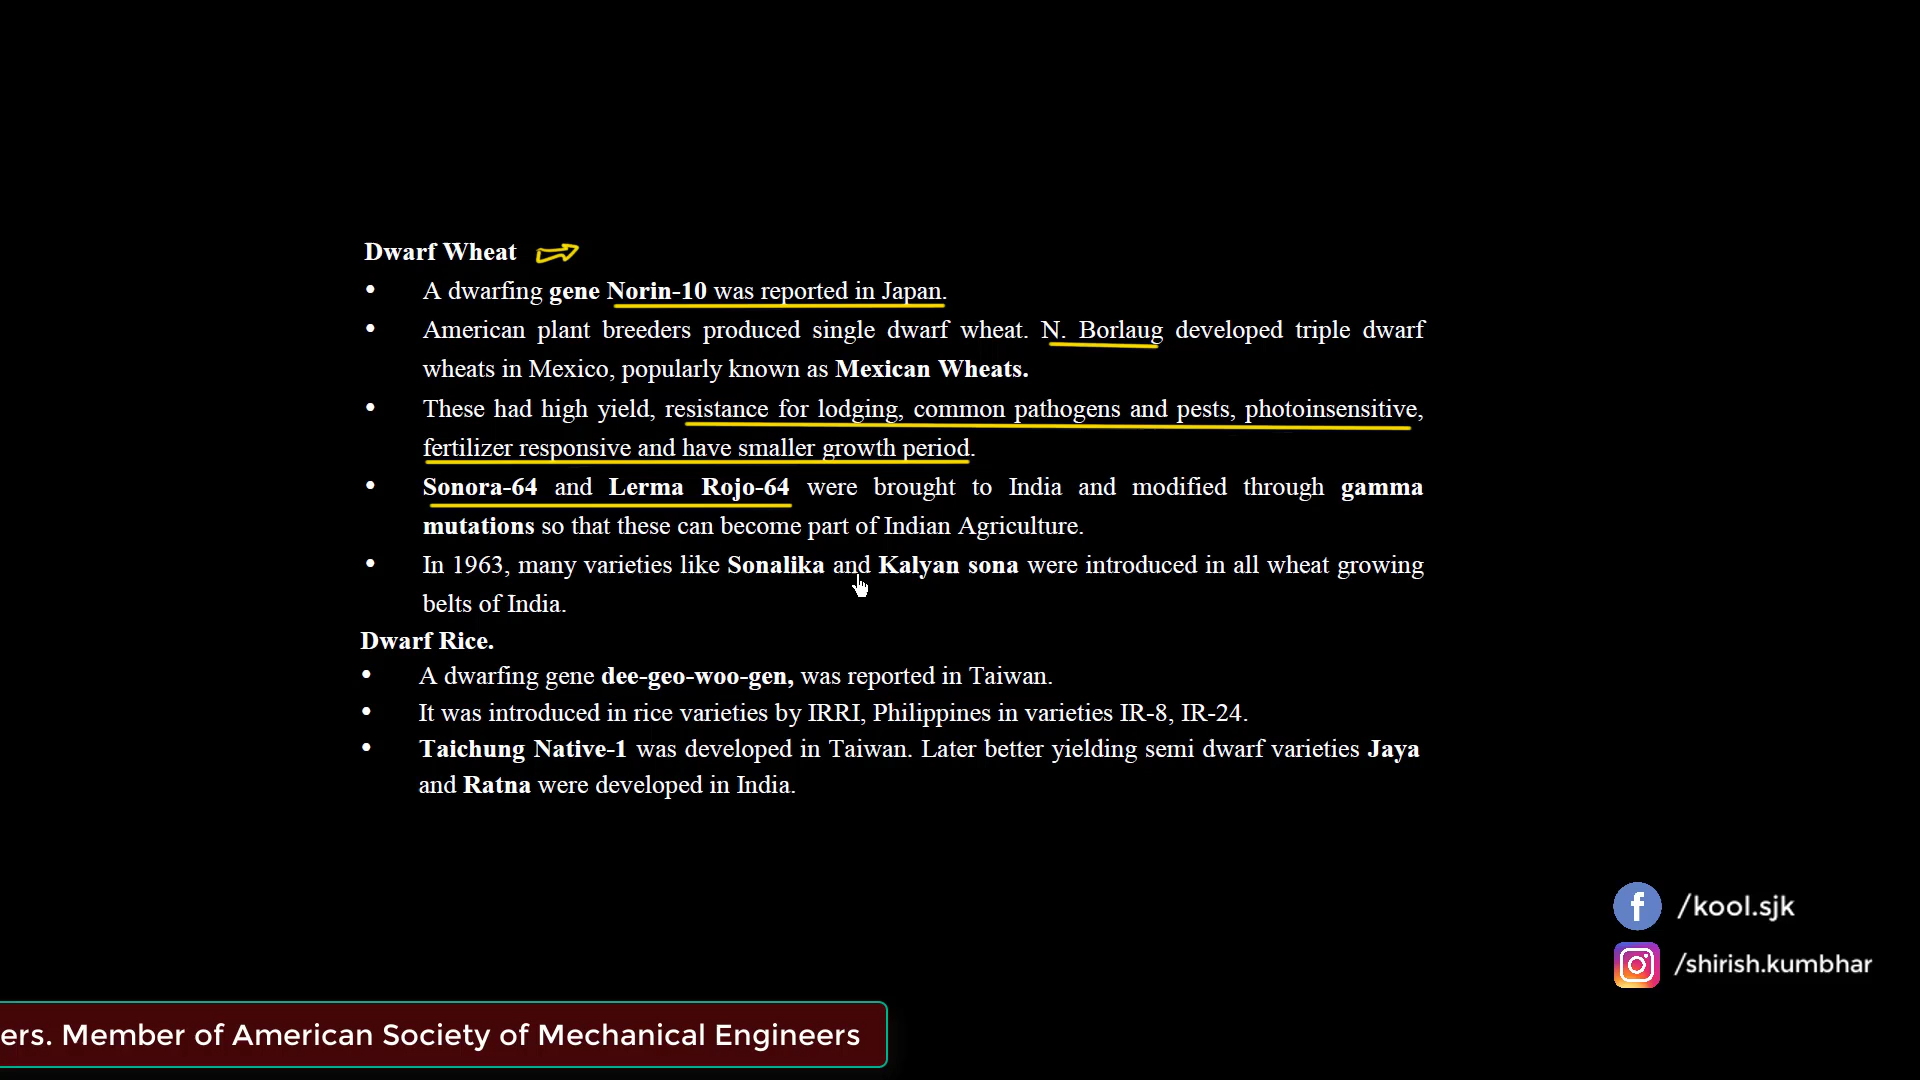 Dwarf Wheat
• A dwarfing gene Norin-10 was reported in Japan.
• American plant breeders produced single dwarf wheat. N. Borlaug developed triple dwarf
wheats in Mexico, popularly known as Mexican Wheats.
• These had high yield, resistance for lodging, common pathogens and pests, photoinsensitive,
fertilizer responsive and have smaller growth period.
• Sonora-64 and Lerma Rojo-64 were brought to India and modified through gamma
mutations so that these can become part of Indian Agriculture.
• In 1963, many varieties like Sonalika and Kalyan sona were introduced in all wheat growing
belts of India.
Dwarf Rice.
• A dwarfing gene dee-geo-woo-gen, was reported in Taiwan.
• It was introduced in rice varieties by IRRI, Philippines in varieties IR-8, IR-24.
• Taichung Native-1 was developed in Taiwan. Later better yielding semi dwarf varieties Jaya
and Ratna were developed in India.
/kool.sjk
/shirish.kumbhar
ers. Member of American Society of Mechanical Engineers